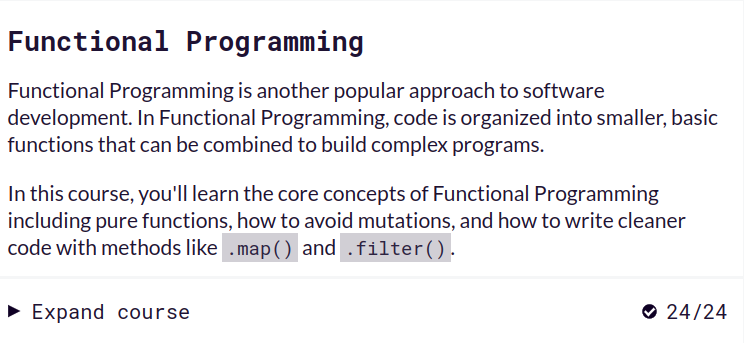 Functional Programming
Functional Programming is another popular approach to software
development. In Functional Programming, code is organized into smaller, basic
functions that can be combined to build complex programs.
In this course, you'll learn the core concepts of Functional Programming
including pure functions, how to avoid mutations, and how to write cleaner
code with methods like .map() and .filter().
Expand course 24/24